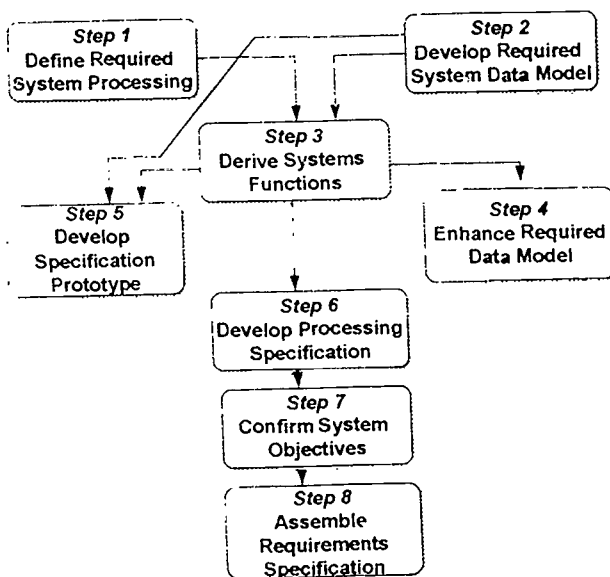 Step 1
Define Required
System Processing
Step 2
Develop Required
System Data Model
Step 3
Derive Systems
Functions
Step 5
Develop
Specification
Prototype
Step 4
Enhance Required
Data Model
Step 6
Develop Processing
Specification
Step 7
Confirm System
Objectives
Step 8
Assemble
Requirements
Specification